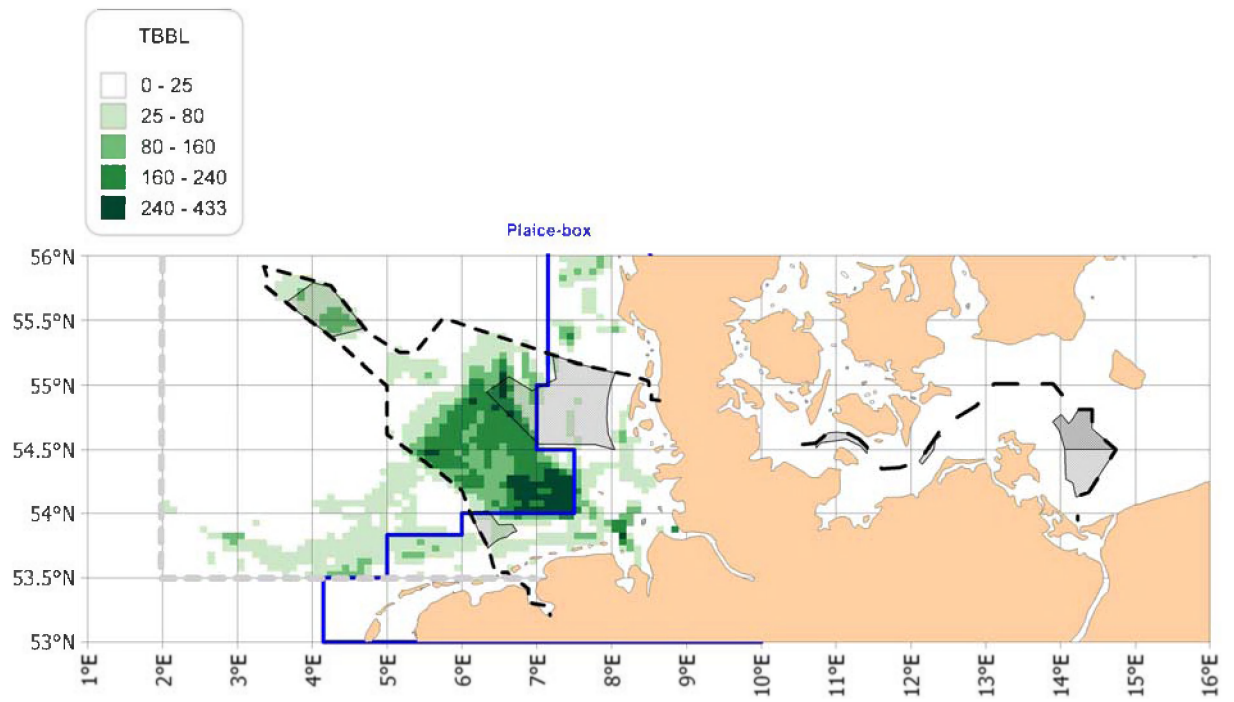 TBBL
0 - 25
25 - 80
80 - 160
160 - 240
240 - 433
Plaice-box
56°N
55.5°N
55°N
54.5°N
54°N
53.5°N
53°N
1°E
2°E
3°E
4°E
5°E
6°E
7°E
8°E
9°E
10°E
11°E
12°E
13°E
14°E
15°E
16°E